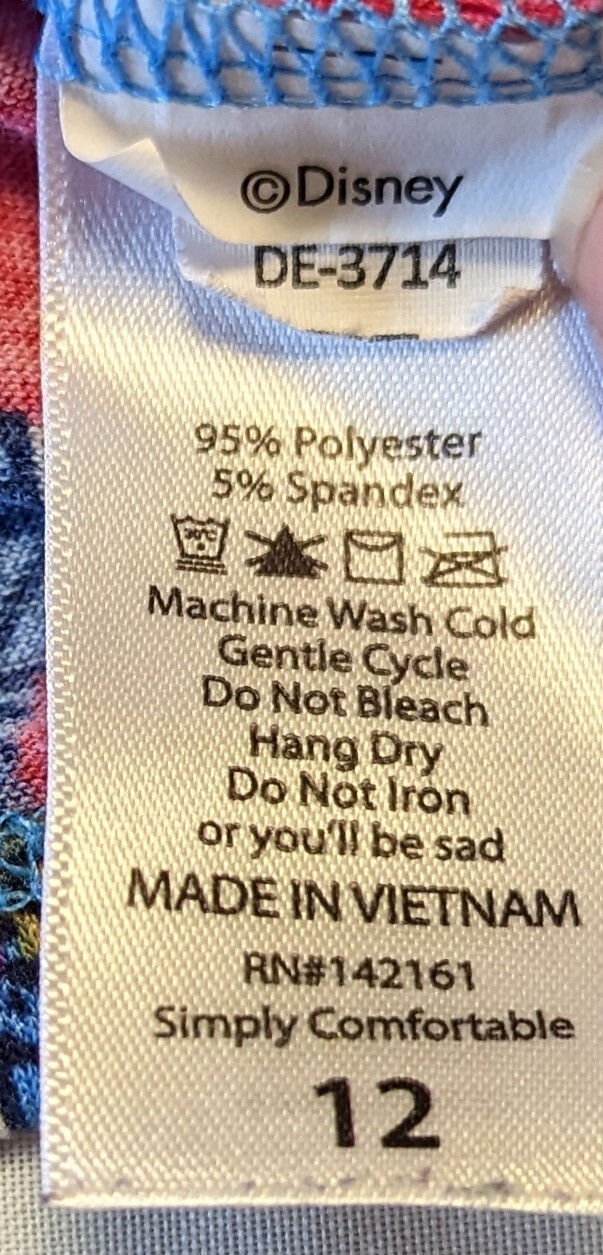 ©Disney
DE-3714
95% Polyester
5% Spandex
30°C
Machine Wash Cold
Gentle Cycle
Do Not Bleach
Hang Dry
Do Not Iron
or you'll be sad
MADE IN VIETNAM
RN#142161
Simply Comfortable
12